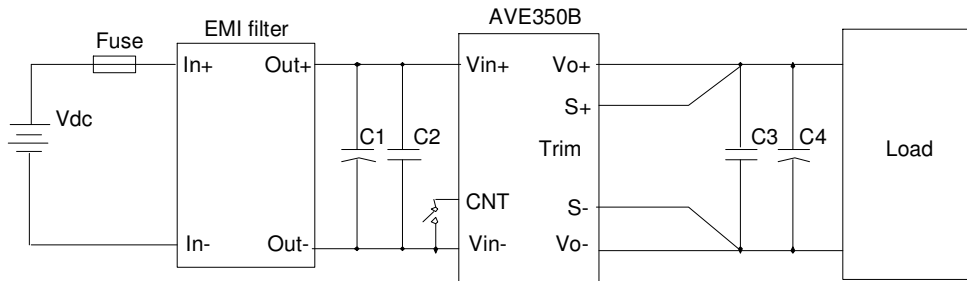 AVE350B
EMI filter
Fuse
In+ Out+ Vin+ Vo+
S+
Vdc
C1 C2 Trim C3 C4 Load
CNT S-
In- Out- Vin- Vo-